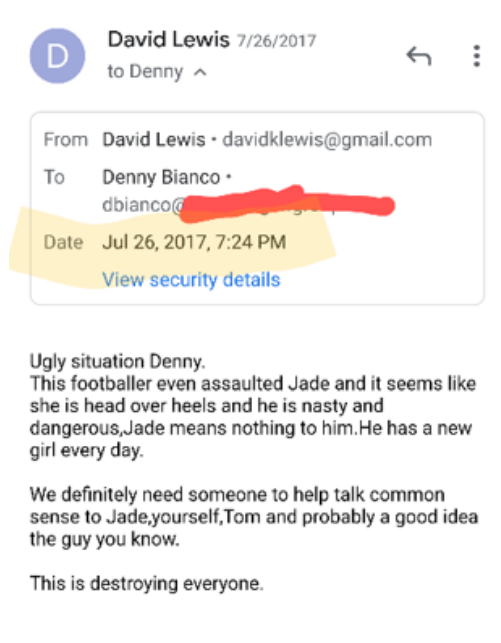 D
David Lewis 7/26/2017
to Denny
From David Lewis • davidklewis@gmail.com
To Denny Bianco •
dbianco@
Date Jul 26, 2017, 7:24 PM
View security details
Ugly situation Denny.
This footballer even assaulted Jade and it seems like
she is head over heels and he is nasty and
dangerous,Jade means nothing to him.He has a new
girl every day.
We definitely need someone to help talk common
sense to Jade,yourself,Tom and probably a good idea
the guy you know.
This is destroying everyone.